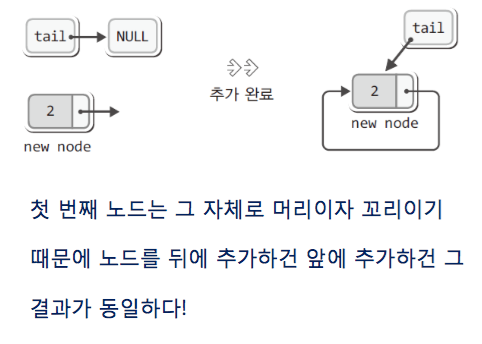 tail
NULL
2
new node
추가 완료
tail
2
new node
첫 번째 노드는 그 자체로 머리이자 꼬리이기
때문에 노드를 뒤에 추가하건 앞에 추가하건 그
결과가 동일하다!